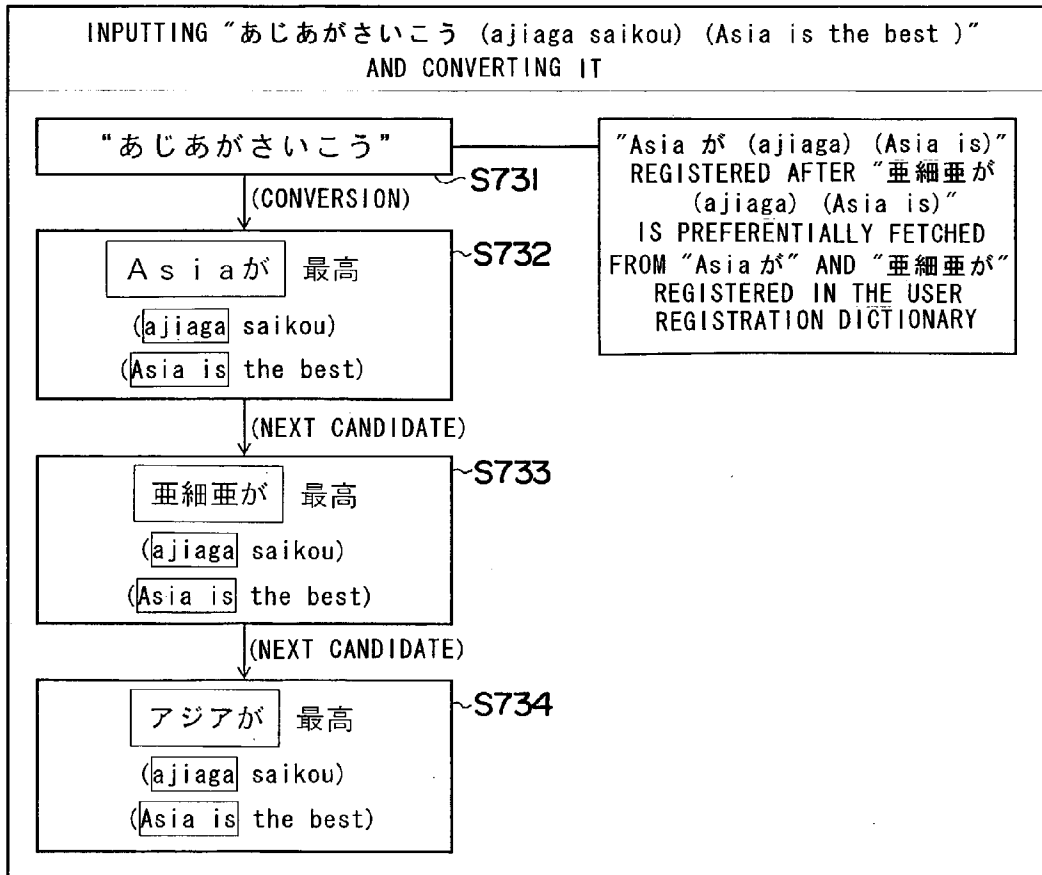 INPUTTING "あじあがさいこう (ajiaga saikou) (Asia is the best )"
AND CONVERTING IT
"あじあがさいこう"
S731
"Asia が (ajiaga) (Asia is)"
REGISTERED AFTER "亜細亜が
(ajiaga) (Asia is)"
IS PREFERENTIALLY FETCHED
FROM "Asia が" AND "亜細亜が"
REGISTERED IN THE USER
REGISTRATION DICTIONARY
(CONVERSION)
S732
Ａｓｉａが 最高
(ajiaga saikou)
(Asia is the best)
(NEXT CANDIDATE)
S733
亜細亜が 最高
(ajiaga saikou)
(Asia is the best)
(NEXT CANDIDATE)
S734
アジアが 最高
(ajiaga saikou)
(Asia is the best)